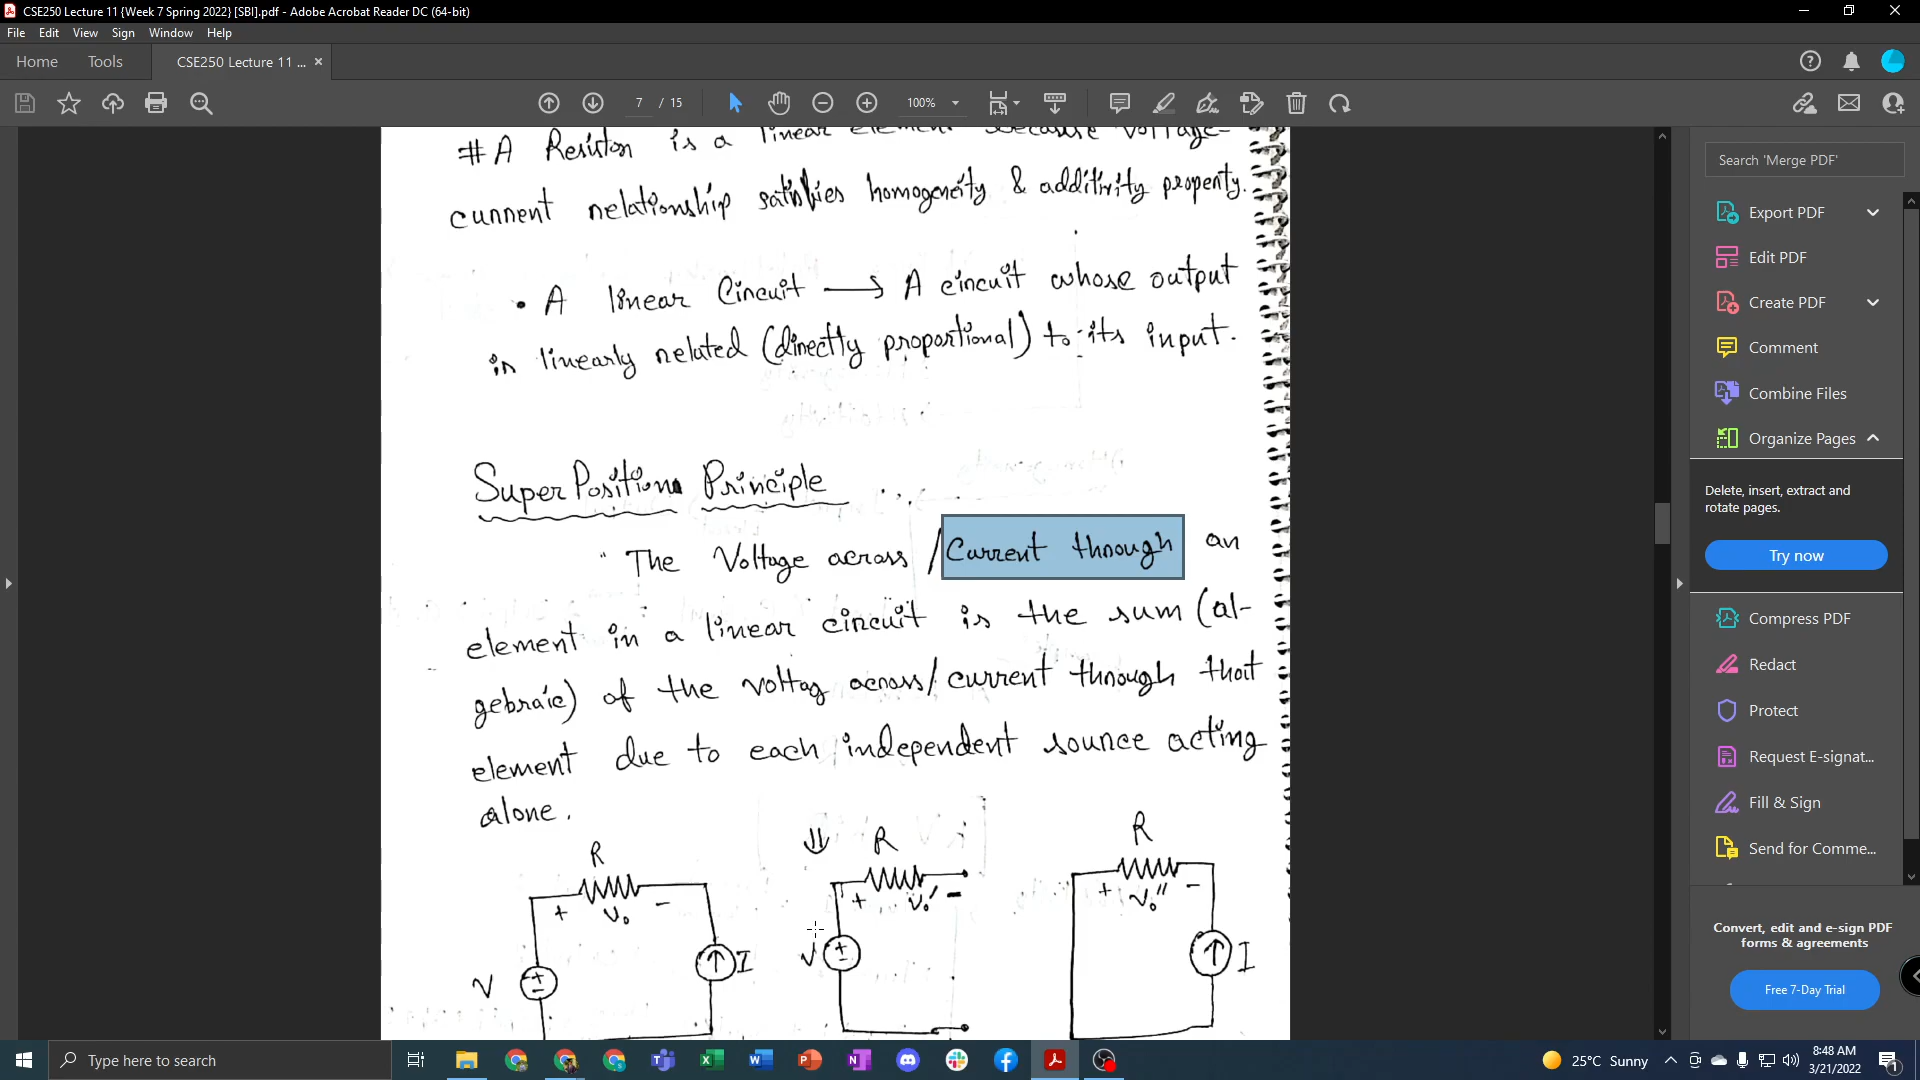 CSE250 Lecture 11 {Week 7 Spring 2022} [SBI].pdf - Adobe Acrobat Reader DC (64-bit)
File Edit View Sign Window Help
Home Tools CSE250 Lecture 11 ... ×
7 / 15 100%
# A Resistor is a linear element because voltage-
current relationship satisfies homogeneity & additivity property.
• A linear Circuit → A circuit whose output
is linearly related (directly proportional) to its input.
SuperPosition Principle
" The Voltage across / Current through an
element in a linear circuit is the sum (al-
gebraic) of the voltag across/current through that
element due to each independent source acting
alone.
R R R
+ V₀ - + V₀' - + V₀'' -
V I V I
Search 'Merge PDF'
Export PDF
Edit PDF
Create PDF
Comment
Combine Files
Organize Pages
Delete, insert, extract and
rotate pages.
Try now
Compress PDF
Redact
Protect
Request E-signat...
Fill & Sign
Send for Comme...
Convert, edit and e-sign PDF
forms & agreements
Free 7-Day Trial
Type here to search
25°C Sunny
8:48 AM
3/21/2022
1